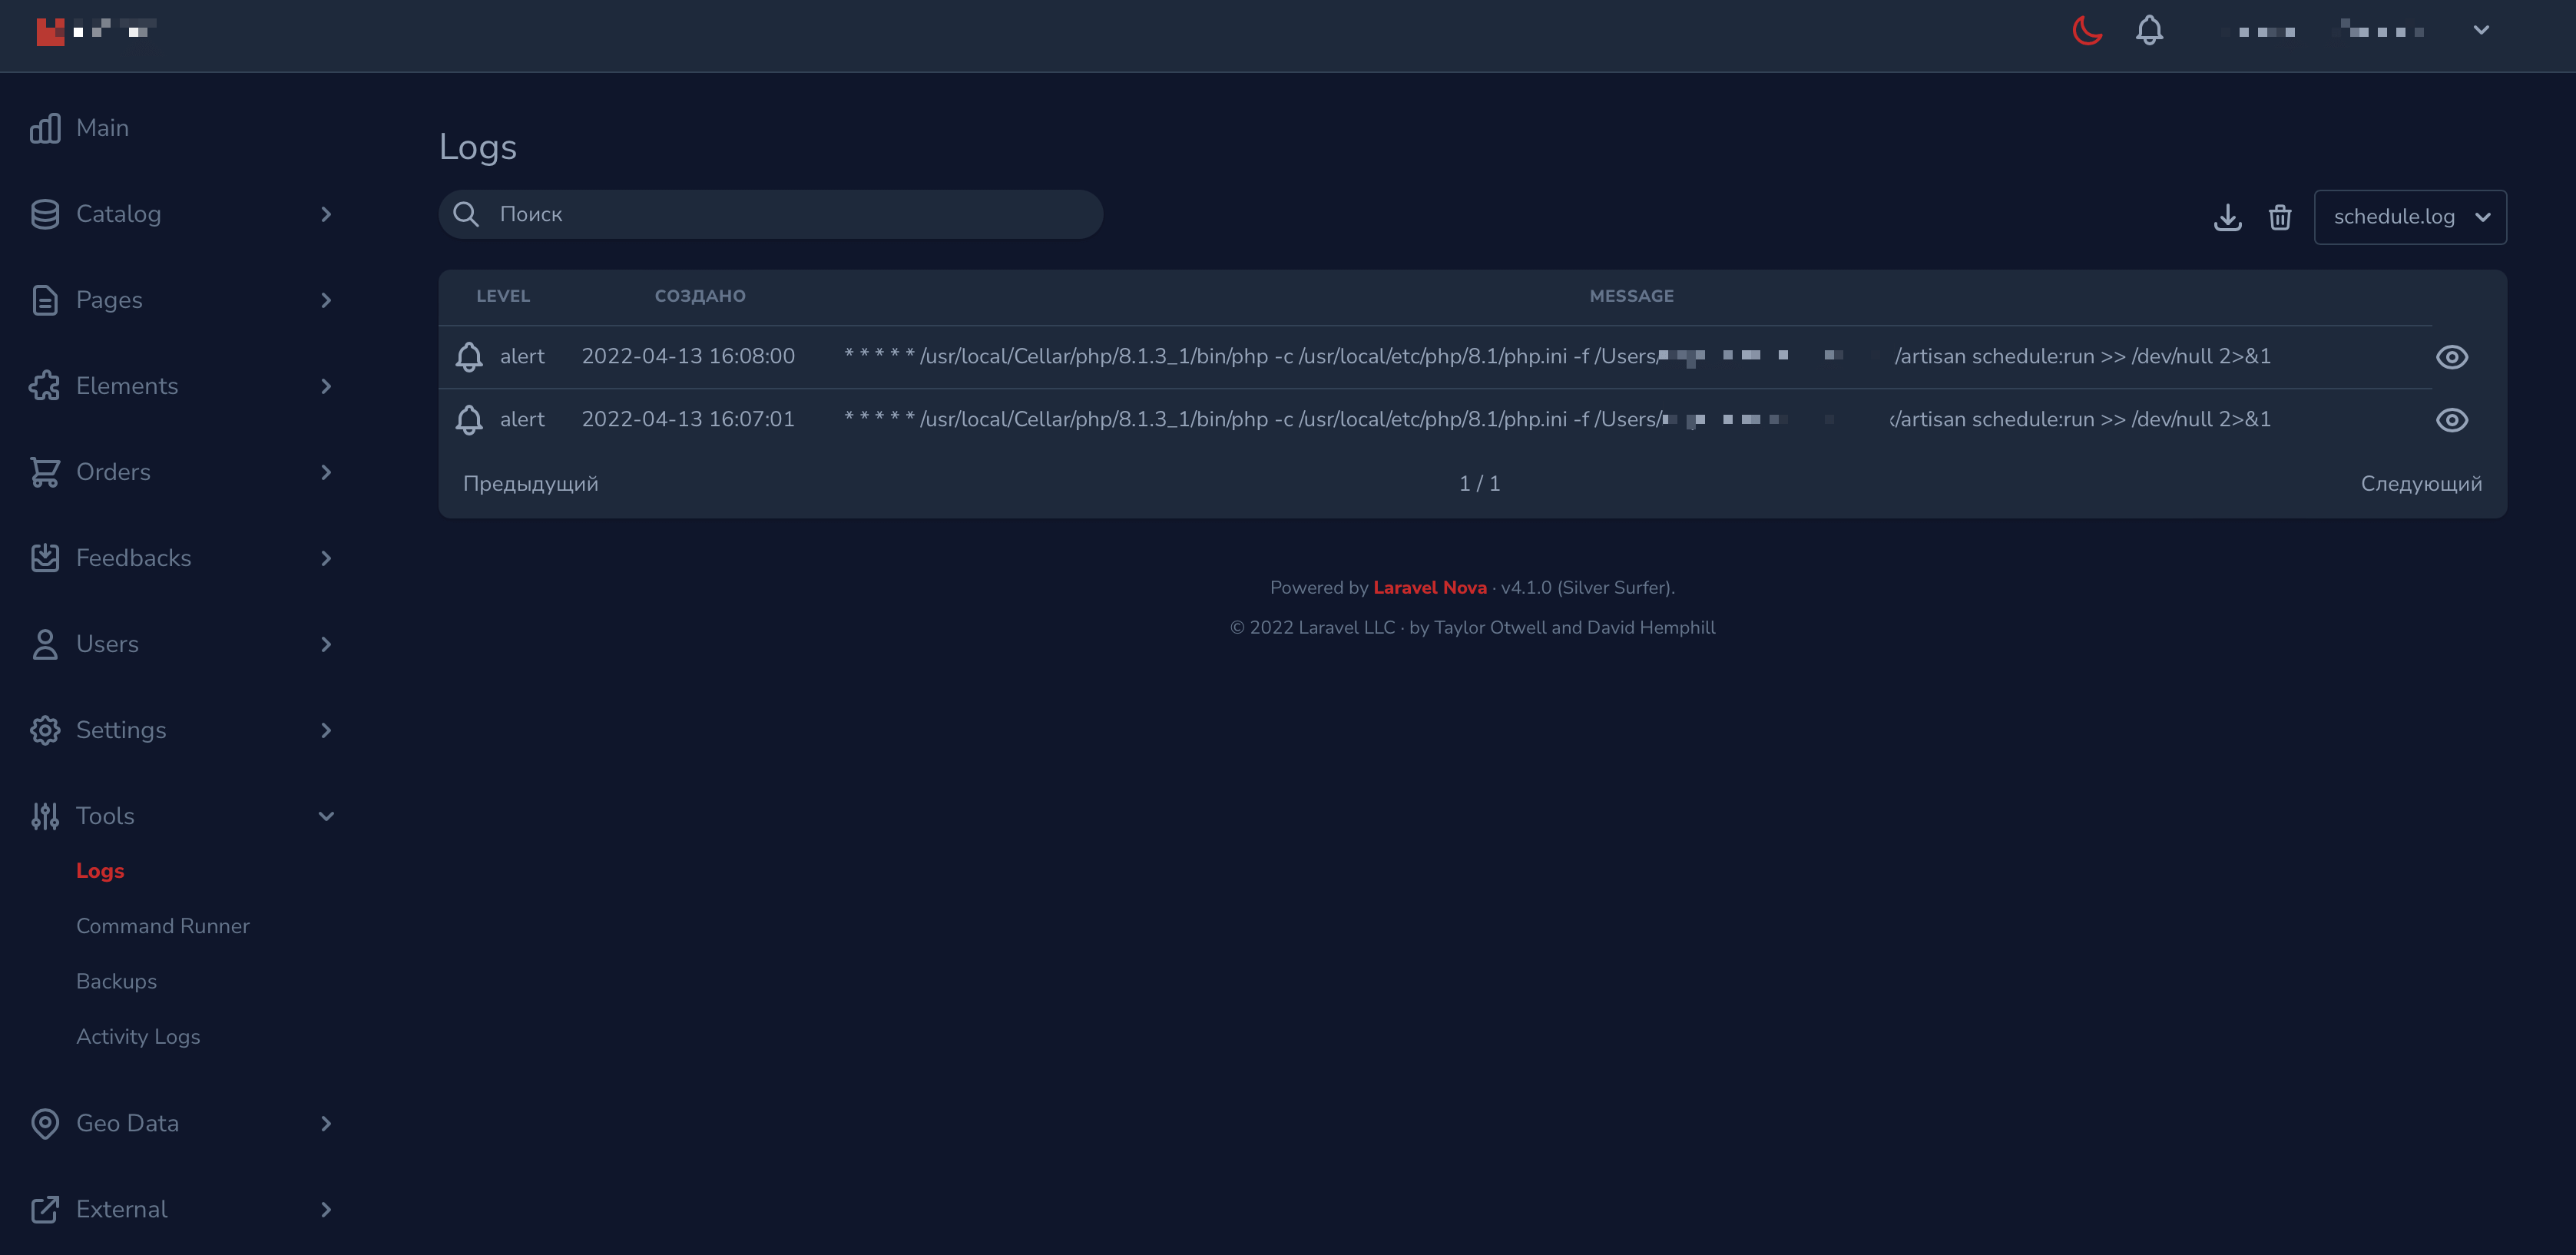 Main
Catalog
Pages
Elements
Orders
Feedbacks
Users
Settings
Tools
Logs
Command Runner
Backups
Activity Logs
Geo Data
External
Logs
Поиск
schedule.log
LEVEL СОЗДАНО MESSAGE
alert 2022-04-13 16:08:00 * * * * * /usr/local/Cellar/php/8.1.3_1/bin/php -c /usr/local/etc/php/8.1/php.ini -f /Users/ /artisan schedule:run >> /dev/null 2>&1
alert 2022-04-13 16:07:01 * * * * * /usr/local/Cellar/php/8.1.3_1/bin/php -c /usr/local/etc/php/8.1/php.ini -f /Users/ /artisan schedule:run >> /dev/null 2>&1
Предыдущий 1 / 1 Следующий
Powered by Laravel Nova · v4.1.0 (Silver Surfer).
© 2022 Laravel LLC · by Taylor Otwell and David Hemphill